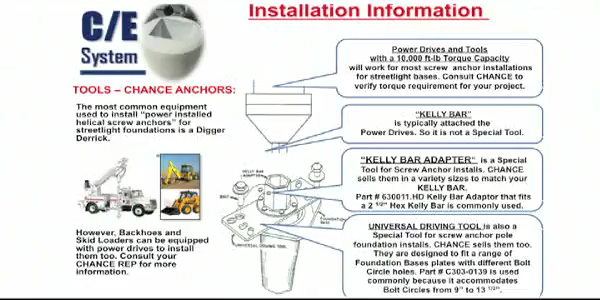 Installation Information
C/E
System
TOOLS – CHANCE ANCHORS:
The most common equipment
used to install "power installed
helical screw anchors" for
streetlight foundations is a Digger
Derrick.
However, Backhoes and
Skid Loaders can be equipped
with power drives to install
them too. Consult your
CHANCE REP for more
information.
Power Drives and Tools
with a 10,000 ft-lb Torque Capacity
will work for most screw anchor installations
for streetlight bases. Consult CHANCE to
verify torque requirement for your project.
"KELLY BAR"
is typically attached the
Power Drives. So it is not a Special Tool.
"KELLY BAR ADAPTER" is a Special
Tool for Screw Anchor Installs. CHANCE
sells them in a variety sizes to match your
KELLY BAR.
Part # 630011.HD Kelly Bar Adaptor that fits
a 2 1/2" Hex Kelly Bar is commonly used.
UNIVERSAL DRIVING TOOL is also a
Special Tool for screw anchor pole
foundation installs. CHANCE sells them too.
They are designed to fit a range of
Foundation Bases plates with different Bolt
Circle holes. Part # C303-0139 is used
commonly because it accommodates
Bolt Circles from 9" to 13 1/2".
KELLY BAR
ADAPTER
FOUNDATION
UNIVERSAL DRIVING TOOL